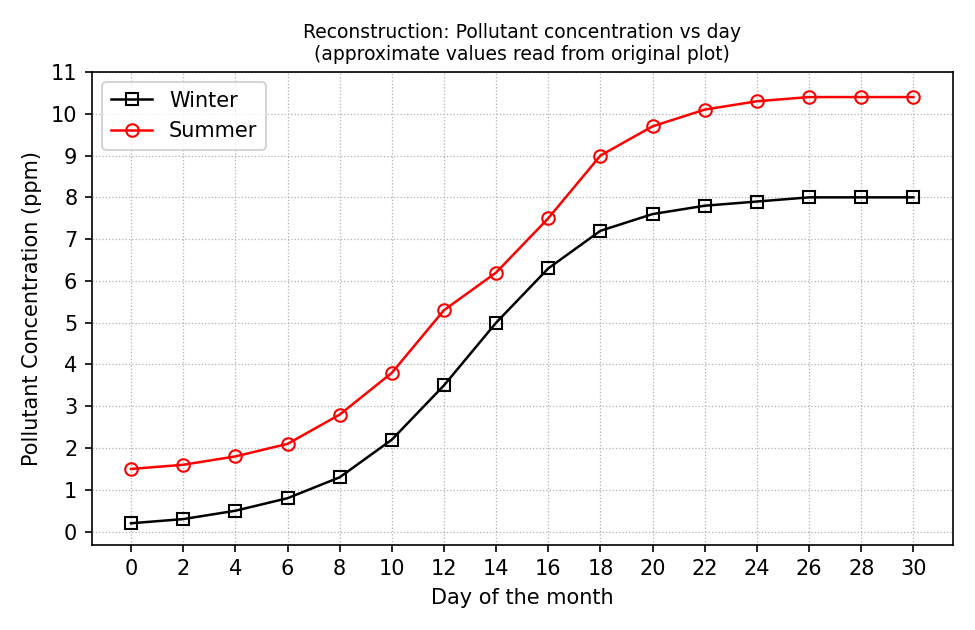 Reconstruction: Pollutant concentration vs day
(approximate values read from original plot)
Winter
Summer
Pollutant Concentration (ppm)
11
10
9
8
7
6
5
4
3
2
1
0
0 2 4 6 8 10 12 14 16 18 20 22 24 26 28 30
Day of the month